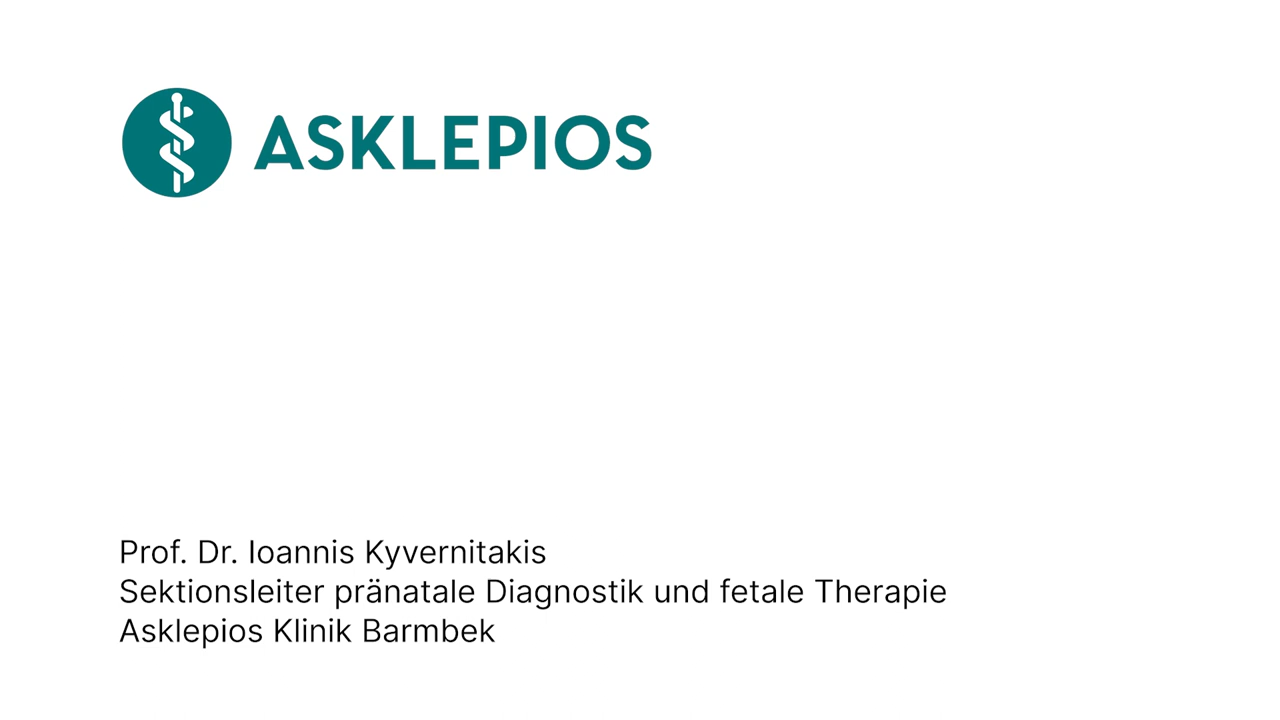 ASKLEPIOS
Prof. Dr. Ioannis Kyvernitakis
Sektionsleiter pränatale Diagnostik und fetale Therapie
Asklepios Klinik Barmbek